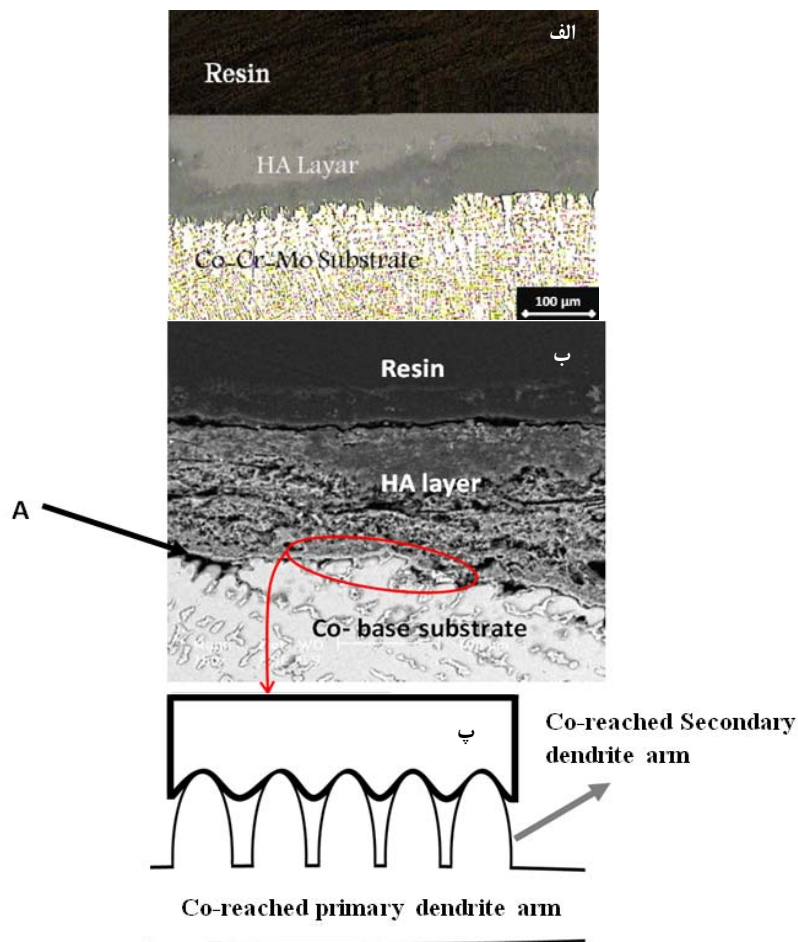 الف
Resin
HA Layar
Co-Cr-Mo Substrate
100 µm
ب
Resin
HA layer
A
Co- base substrate
WO
پ
Co-reached Secondary
dendrite arm
Co-reached primary dendrite arm